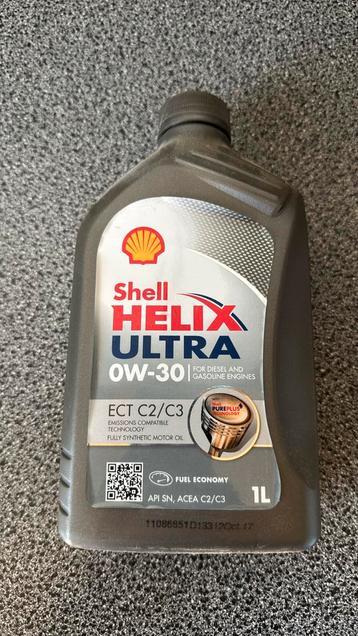 Shell
HELIX
ULTRA
0W-30
FOR DIESEL AND
GASOLINE ENGINES
ECT C2/C3
EMISSIONS COMPATIBLE
TECHNOLOGY
FULLY SYNTHETIC MOTOR OIL
PUREPLUS
TECHNOLOGY
FUEL ECONOMY
API SN, ACEA C2/C3
1L